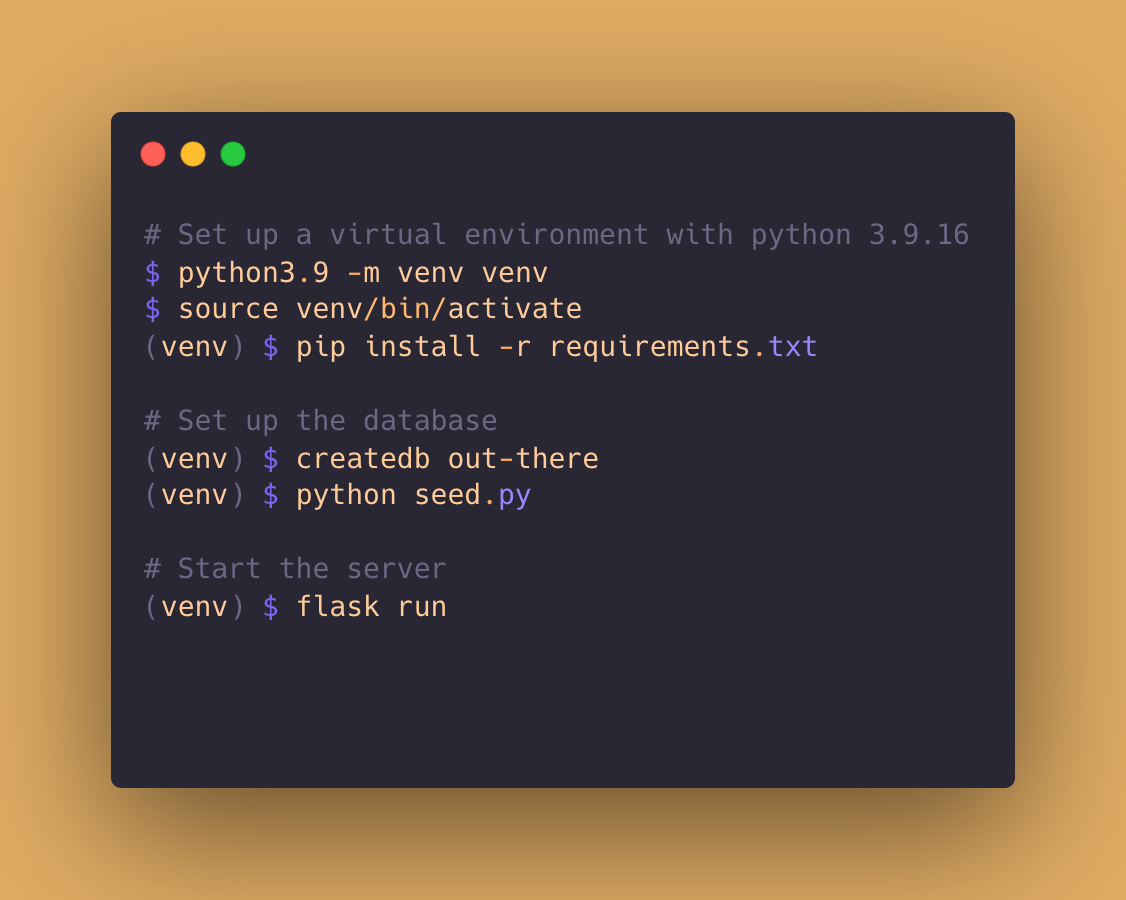 # Set up a virtual environment with python 3.9.16
$ python3.9 -m venv venv
$ source venv/bin/activate
(venv) $ pip install -r requirements.txt
# Set up the database
(venv) $ createdb out-there
(venv) $ python seed.py
# Start the server
(venv) $ flask run